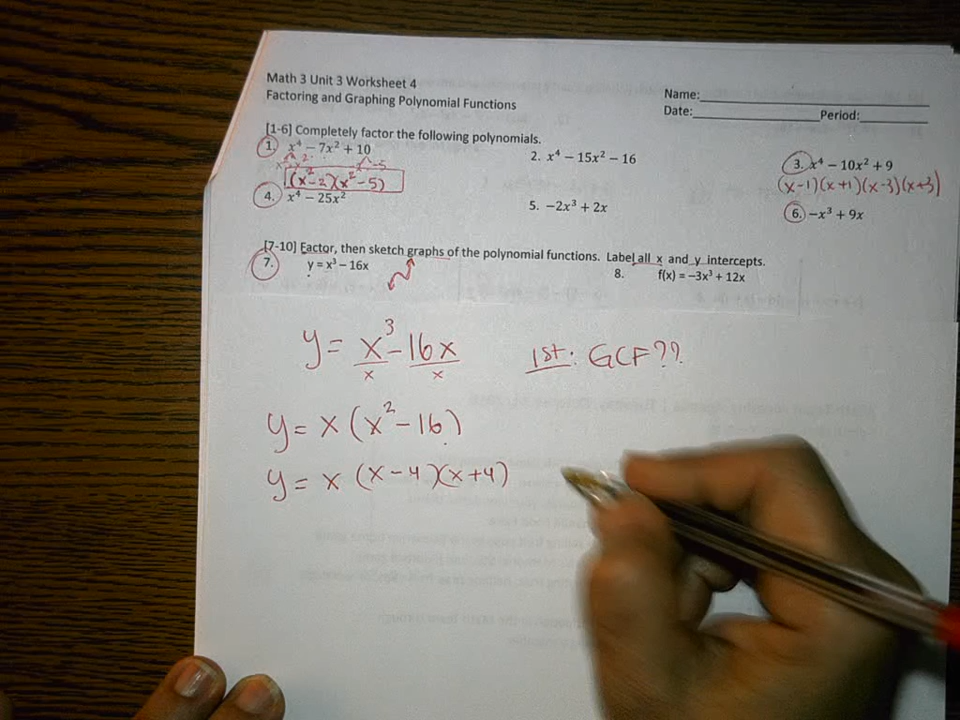 Math 3 Unit 3 Worksheet 4
Factoring and Graphing Polynomial Functions
Name:
Date: Period:
[1-6] Completely factor the following polynomials.
1. x⁴ − 7x² + 10
2. x⁴ − 15x² − 16
3. x⁴ − 10x² + 9
(x²−2)(x²−5)
(x−1)(x+1)(x−3)(x+3)
4. x⁴ − 25x²
5. −2x³ + 2x
6. −x³ + 9x
[7-10] Factor, then sketch graphs of the polynomial functions. Label all x and y intercepts.
7. y = x³ − 16x
8. f(x) = −3x³ + 12x
y = x³ − 16x 1st: GCF??
x x
y = x (x² − 16)
y = x (x − 4)(x + 4)